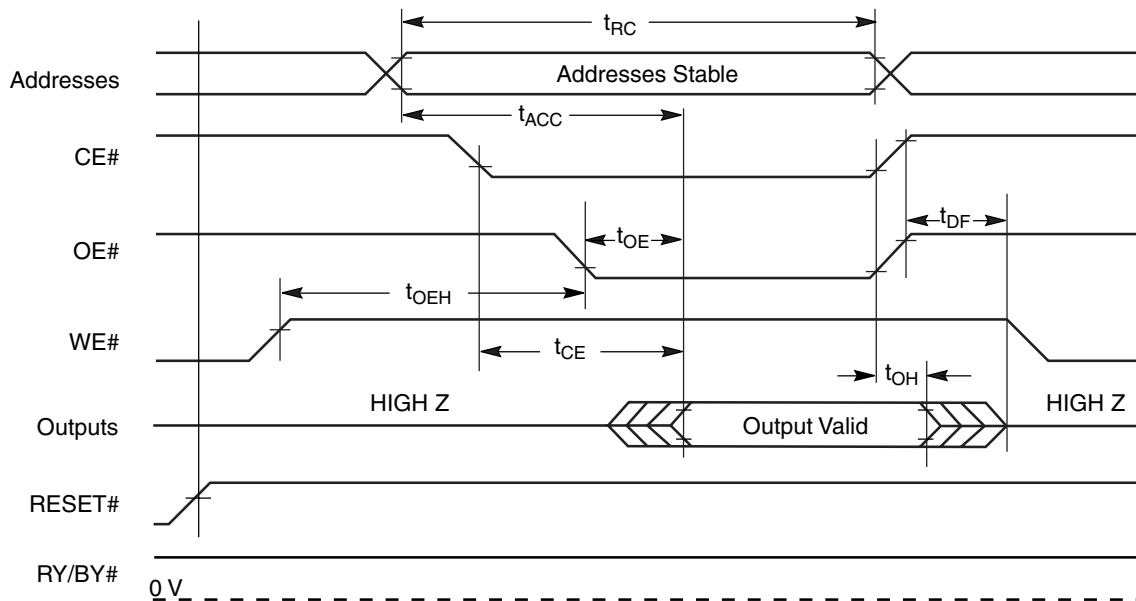 tRC
Addresses
Addresses Stable
tACC
CE#
tDF
OE#
tOE
tOEH
WE#
tCE
tOH
HIGH Z
HIGH Z
Outputs
Output Valid
RESET#
RY/BY#
0 V